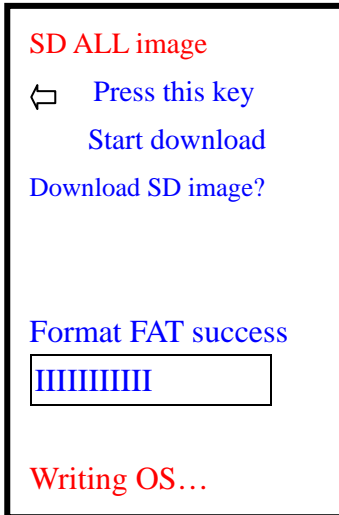 SD ALL image
⇦ Press this key
Start download
Download SD image?
Format FAT success
IIIIIIIIIII
Writing OS…